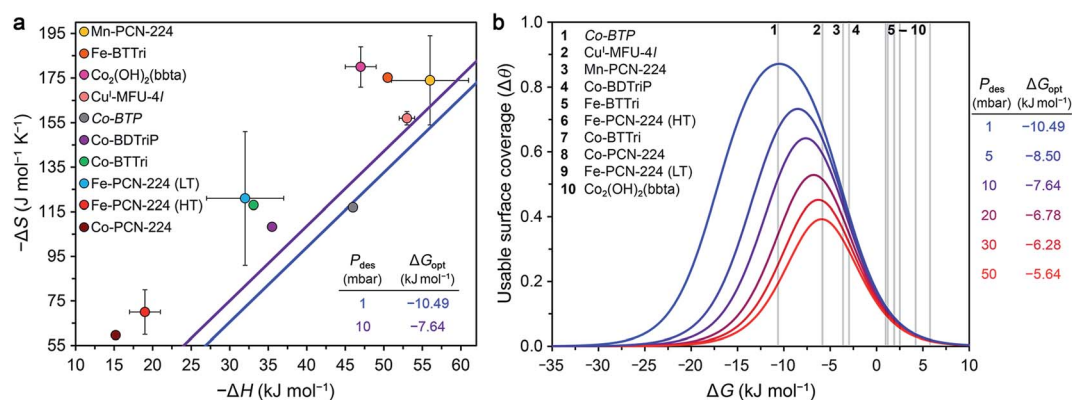 a
−ΔS (J mol⁻¹ K⁻¹)
195
175
155
135
115
95
75
55
Mn-PCN-224
Fe-BTTri
Co₂(OH)₂(bbta)
Cuᴵ-MFU-4l
Co-BTP
Co-BDTriP
Co-BTTri
Fe-PCN-224 (LT)
Fe-PCN-224 (HT)
Co-PCN-224
P_des ΔG_opt
(mbar) (kJ mol⁻¹)
1 −10.49
10 −7.64
10 15 20 25 30 35 40 45 50 55 60
−ΔH (kJ mol⁻¹)
b
Usable surface coverage (Δθ)
1.0
0.8
0.6
0.4
0.2
0.0
1 2 3 4 5 – 10
1 Co-BTP
2 Cuᴵ-MFU-4l
3 Mn-PCN-224
4 Co-BDTriP
5 Fe-BTTri
6 Fe-PCN-224 (HT)
7 Co-BTTri
8 Co-PCN-224
9 Fe-PCN-224 (LT)
10 Co₂(OH)₂(bbta)
−35 −30 −25 −20 −15 −10 −5 0 5 10
ΔG (kJ mol⁻¹)
P_des ΔG_opt
(mbar) (kJ mol⁻¹)
1 −10.49
5 −8.50
10 −7.64
20 −6.78
30 −6.28
50 −5.64